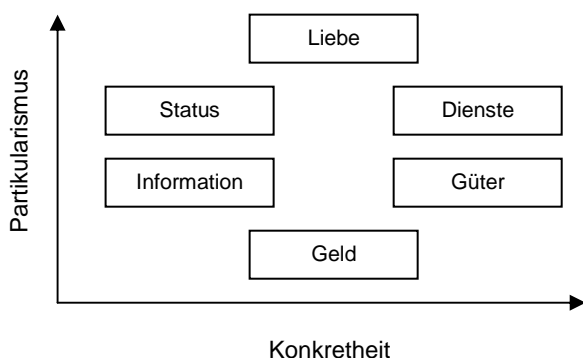 Partikularismus
Liebe
Status
Dienste
Information
Güter
Geld
Konkretheit